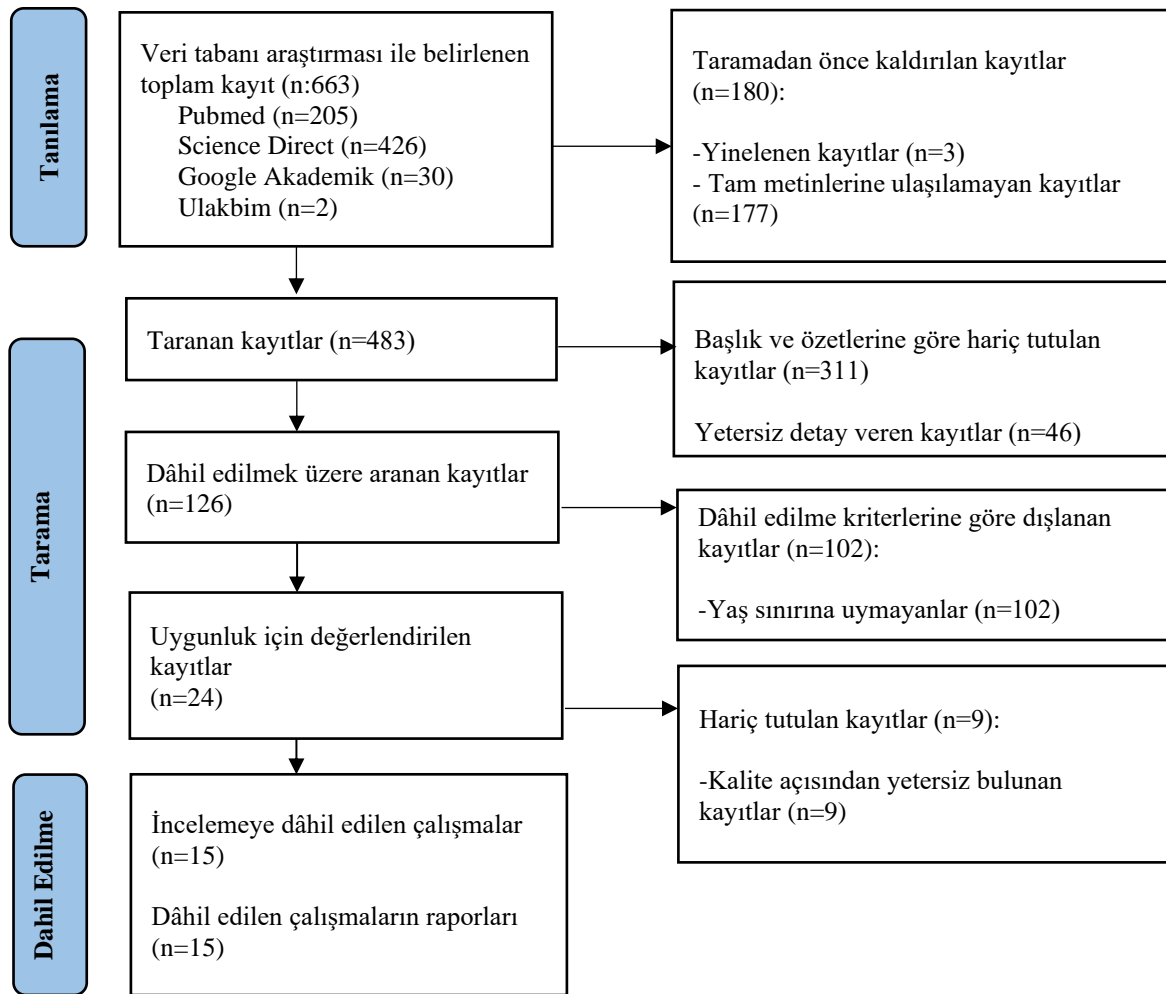 Tanılama
Veri tabanı araştırması ile belirlenen
toplam kayıt (n:663)
Pubmed (n=205)
Science Direct (n=426)
Google Akademik (n=30)
Ulakbim (n=2)
Taramadan önce kaldırılan kayıtlar
(n=180):
-Yinelenen kayıtlar (n=3)
- Tam metinlerine ulaşılamayan kayıtlar
(n=177)
Tarama
Taranan kayıtlar (n=483)
Başlık ve özetlerine göre hariç tutulan
kayıtlar (n=311)
Yetersiz detay veren kayıtlar (n=46)
Dâhil edilmek üzere aranan kayıtlar
(n=126)
Dâhil edilme kriterlerine göre dışlanan
kayıtlar (n=102):
-Yaş sınırına uymayanlar (n=102)
Uygunluk için değerlendirilen
kayıtlar
(n=24)
Hariç tutulan kayıtlar (n=9):
-Kalite açısından yetersiz bulunan
kayıtlar (n=9)
Dahil Edilme
İncelemeye dâhil edilen çalışmalar
(n=15)
Dâhil edilen çalışmaların raporları
(n=15)